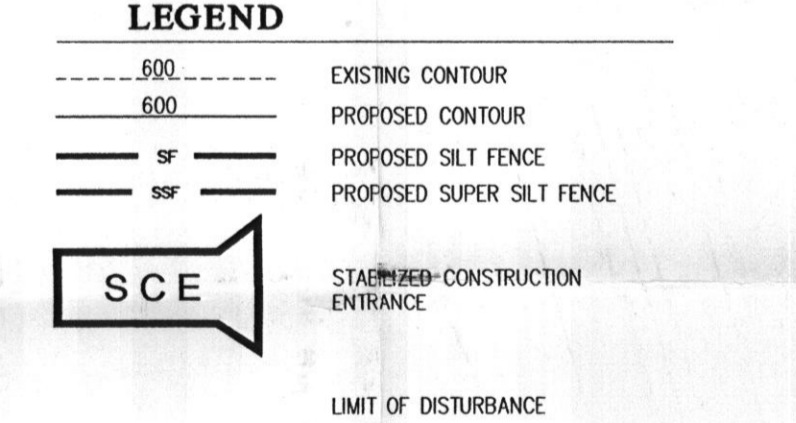 LEGEND
600 EXISTING CONTOUR
600 PROPOSED CONTOUR
SF PROPOSED SILT FENCE
SSF PROPOSED SUPER SILT FENCE
SCE STABILIZED CONSTRUCTION
ENTRANCE
LIMIT OF DISTURBANCE